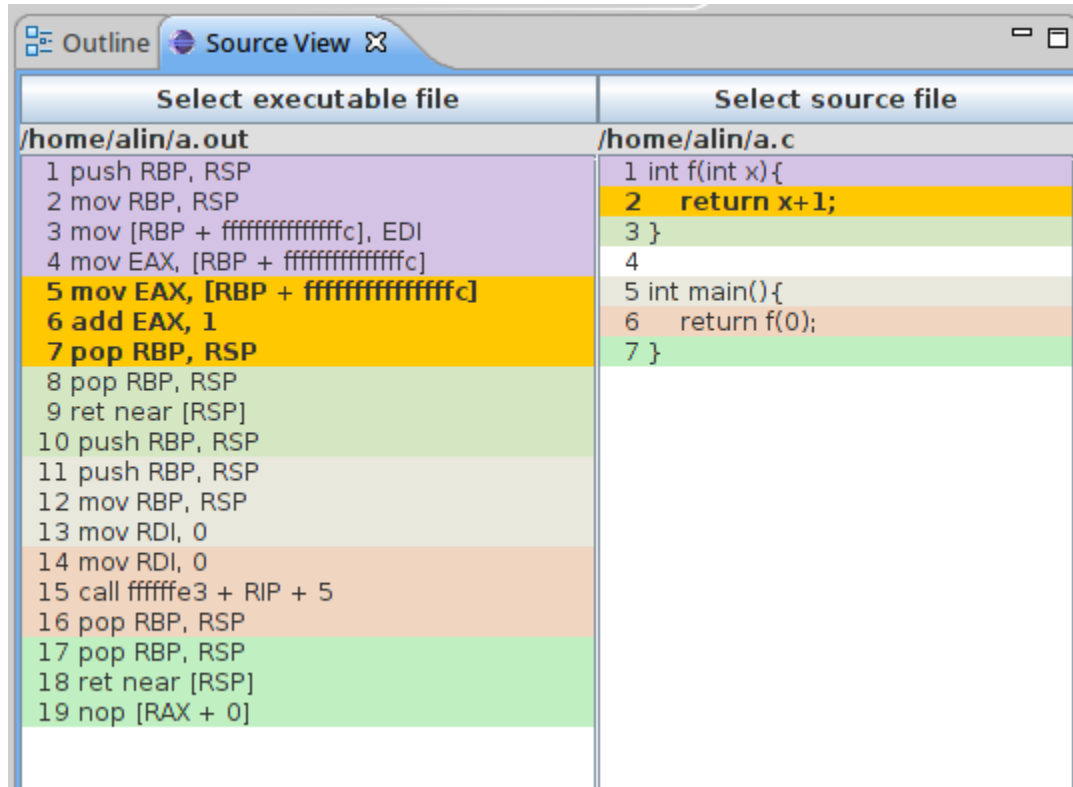 Outline Source View
Select executable file
/home/alin/a.out
1 push RBP, RSP
2 mov RBP, RSP
3 mov [RBP + fffffffffffffffc], EDI
4 mov EAX, [RBP + fffffffffffffffc]
5 mov EAX, [RBP + fffffffffffffffc]
6 add EAX, 1
7 pop RBP, RSP
8 pop RBP, RSP
9 ret near [RSP]
10 push RBP, RSP
11 push RBP, RSP
12 mov RBP, RSP
13 mov RDI, 0
14 mov RDI, 0
15 call ffffffe3 + RIP + 5
16 pop RBP, RSP
17 pop RBP, RSP
18 ret near [RSP]
19 nop [RAX + 0]
Select source file
/home/alin/a.c
1 int f(int x){
2 return x+1;
3 }
4
5 int main(){
6 return f(0);
7 }